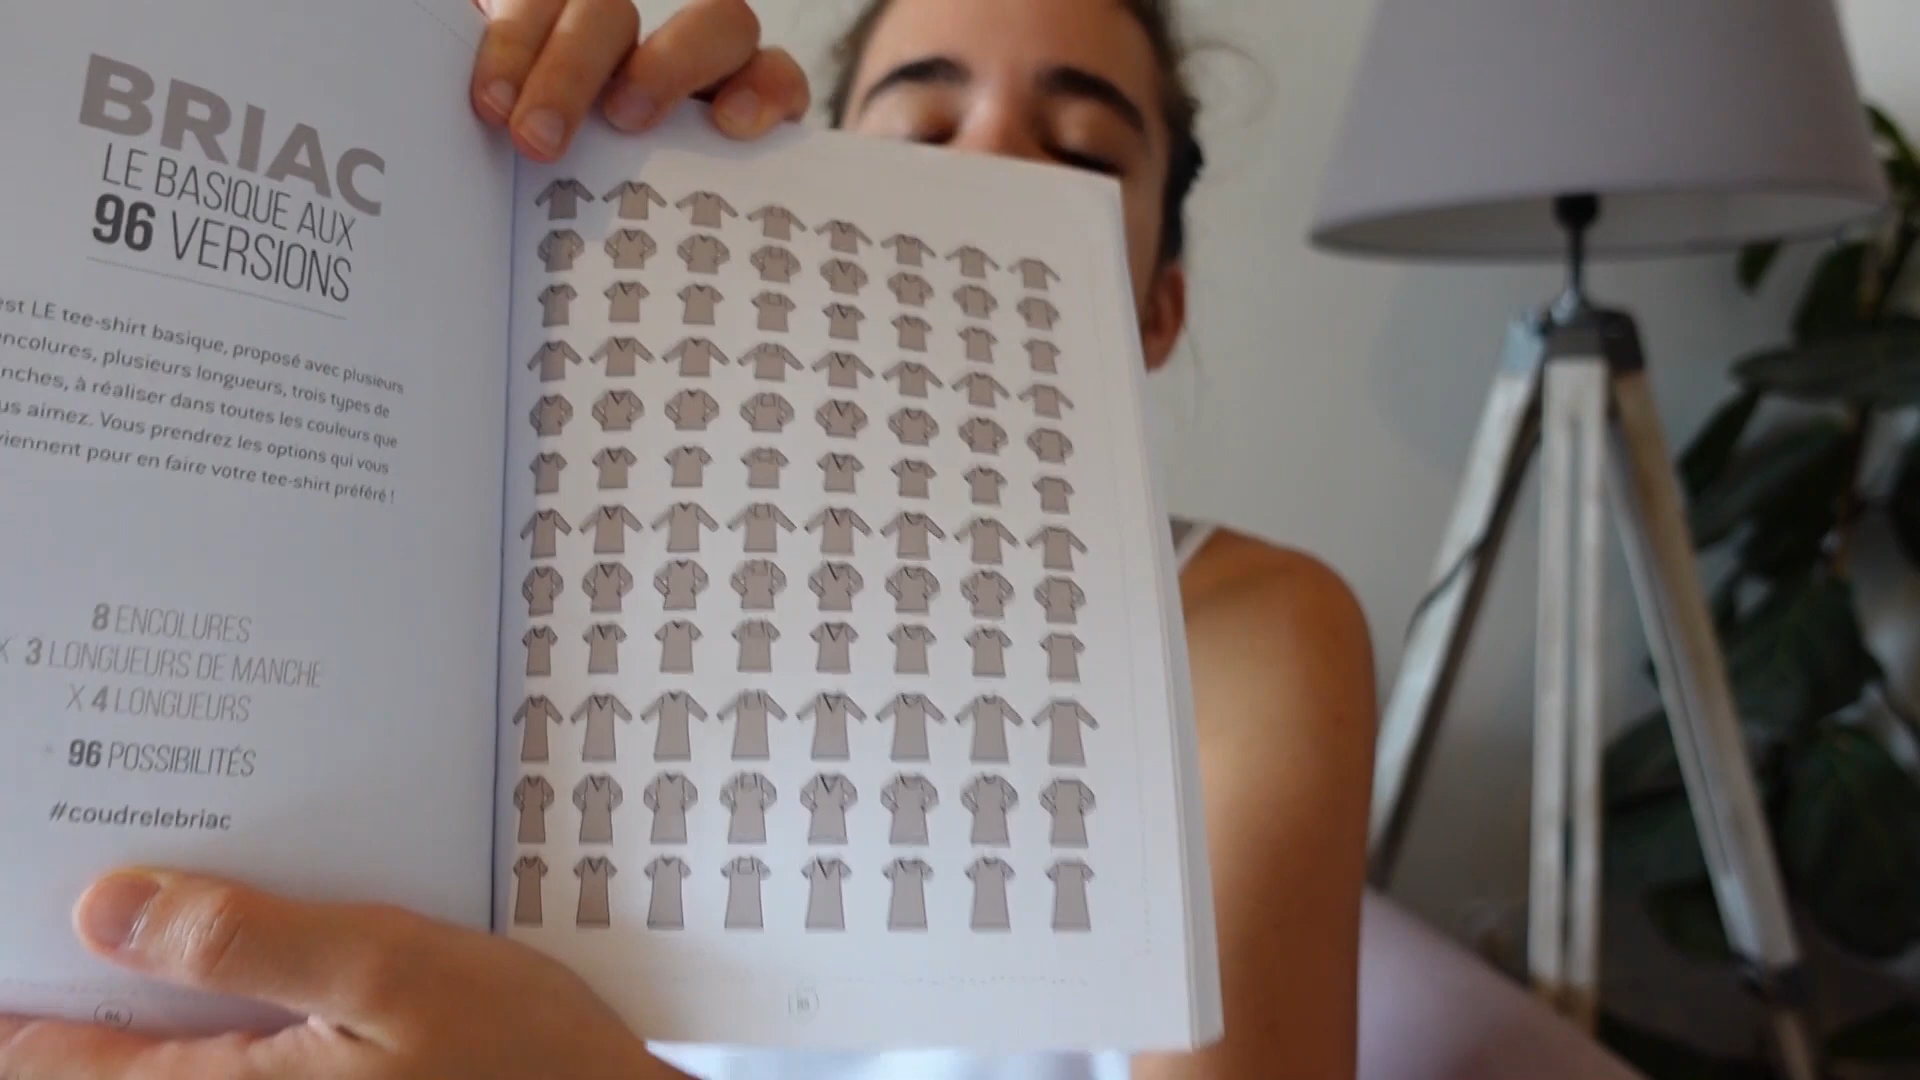 BRIAC
LE BASIQUE AUX
96 VERSIONS
est LE tee-shirt basique, proposé avec plusieurs
encolures, plusieurs longueurs, trois types de
nches, à réaliser dans toutes les couleurs que
us aimez. Vous prendrez les options qui vous
viennent pour en faire votre tee-shirt préféré !
8 ENCOLURES
X 3 LONGUEURS DE MANCHE
X 4 LONGUEURS
96 POSSIBILITÉS
#coudrelebriac
84
85